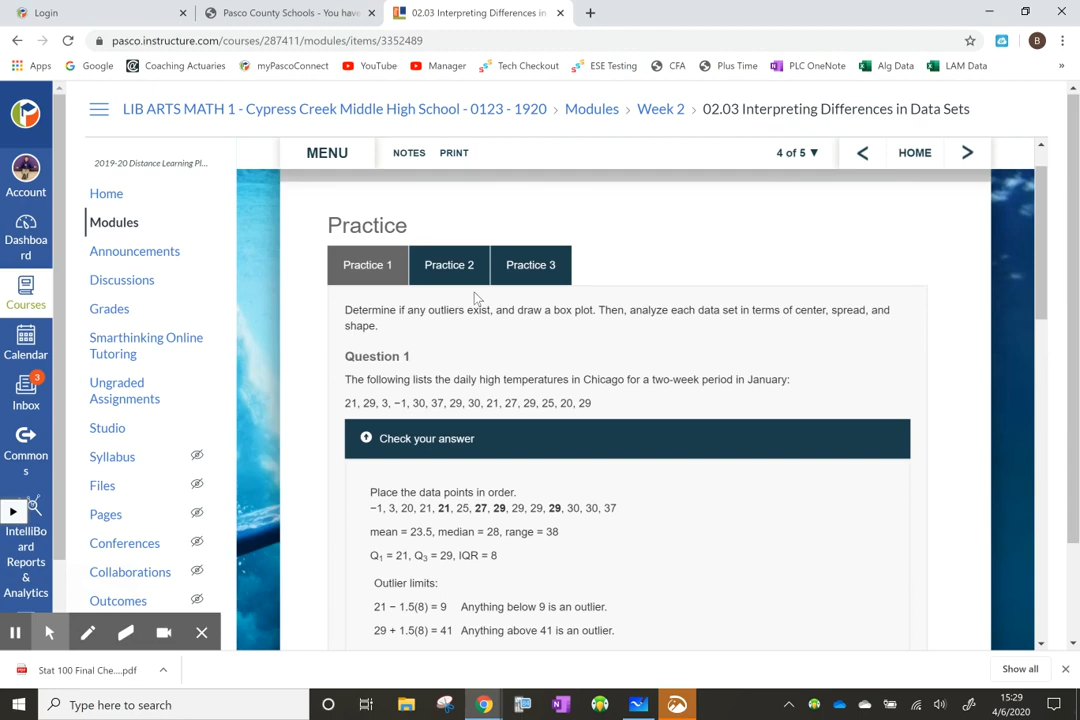 Login
Pasco County Schools - You have
02.03 Interpreting Differences in
pasco.instructure.com/courses/287411/modules/items/3352489
B
Apps
Google
Coaching Actuaries
myPascoConnect
YouTube
Manager
Tech Checkout
ESE Testing
CFA
Plus Time
PLC OneNote
Alg Data
LAM Data
»
LIB ARTS MATH 1 - Cypress Creek Middle High School - 0123 - 1920 > Modules > Week 2 > 02.03 Interpreting Differences in Data Sets
Account
Dashboa
rd
Courses
Calendar
3
Inbox
Common
s
IntelliBo
ard
Reports
&
Analytics
2019-20 Distance Learning Pl...
Home
Modules
Announcements
Discussions
Grades
Smarthinking Online
Tutoring
Ungraded
Assignments
Studio
Syllabus
Files
Pages
Conferences
Collaborations
Outcomes
MENU
NOTES
PRINT
4 of 5 ▼
<
HOME
>
Practice
Practice 1
Practice 2
Practice 3
Determine if any outliers exist, and draw a box plot. Then, analyze each data set in terms of center, spread, and
shape.
Question 1
The following lists the daily high temperatures in Chicago for a two-week period in January:
21, 29, 3, −1, 30, 37, 29, 30, 21, 27, 29, 25, 20, 29
Check your answer
Place the data points in order.
−1, 3, 20, 21, 21, 25, 27, 29, 29, 29, 29, 30, 30, 37
mean = 23.5, median = 28, range = 38
Q1 = 21, Q3 = 29, IQR = 8
Outlier limits:
21 − 1.5(8) = 9 Anything below 9 is an outlier.
29 + 1.5(8) = 41 Anything above 41 is an outlier.
Stat 100 Final Che....pdf
Show all
Type here to search
15:29
4/6/2020